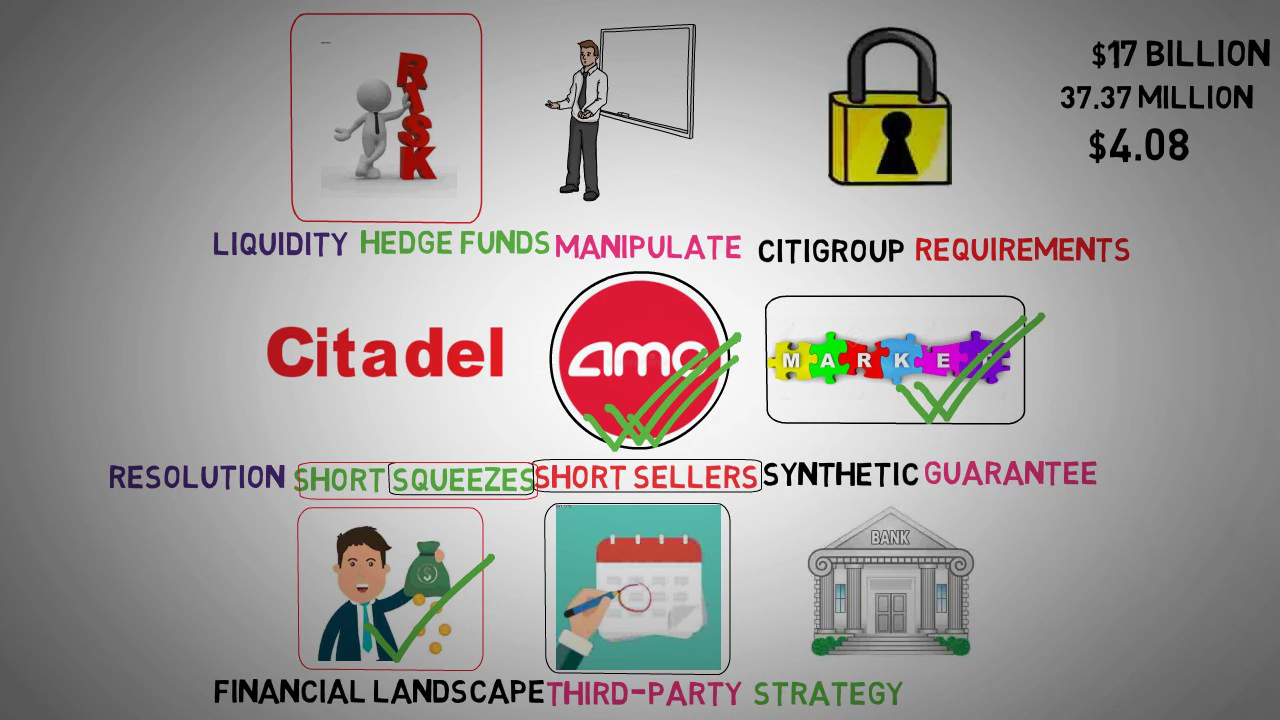 $17 BILLION
37.37 MILLION
$4.08
RISK
LIQUIDITY HEDGE FUNDS MANIPULATE CITIGROUP REQUIREMENTS
Citadel
amc
MARKET
RESOLUTION SHORT SQUEEZES SHORT SELLERS SYNTHETIC GUARANTEE
$
BANK
FINANCIAL LANDSCAPE THIRD-PARTY STRATEGY